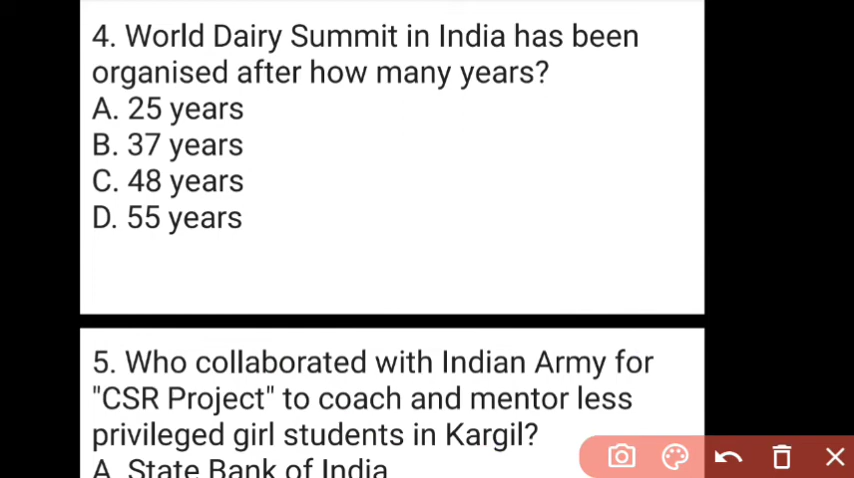 4. World Dairy Summit in India has been
organised after how many years?
A. 25 years
B. 37 years
C. 48 years
D. 55 years
5. Who collaborated with Indian Army for
"CSR Project" to coach and mentor less
privileged girl students in Kargil?
A. State Bank of India